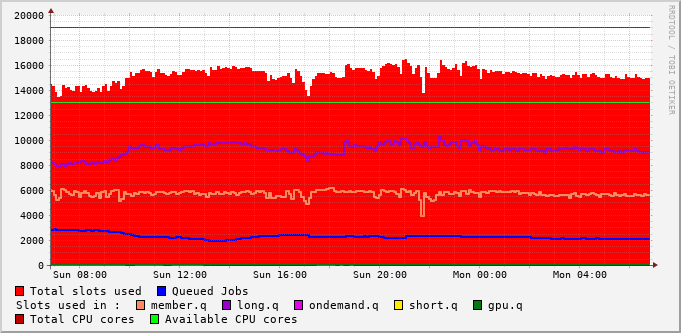 20000
18000
16000
14000
12000
10000
8000
6000
4000
2000
0
Sun 08:00 Sun 12:00 Sun 16:00 Sun 20:00 Mon 00:00 Mon 04:00
RRDTOOL / TOBI OETIKER
Total slots used Queued Jobs
Slots used in : member.q long.q ondemand.q short.q gpu.q
Total CPU cores Available CPU cores